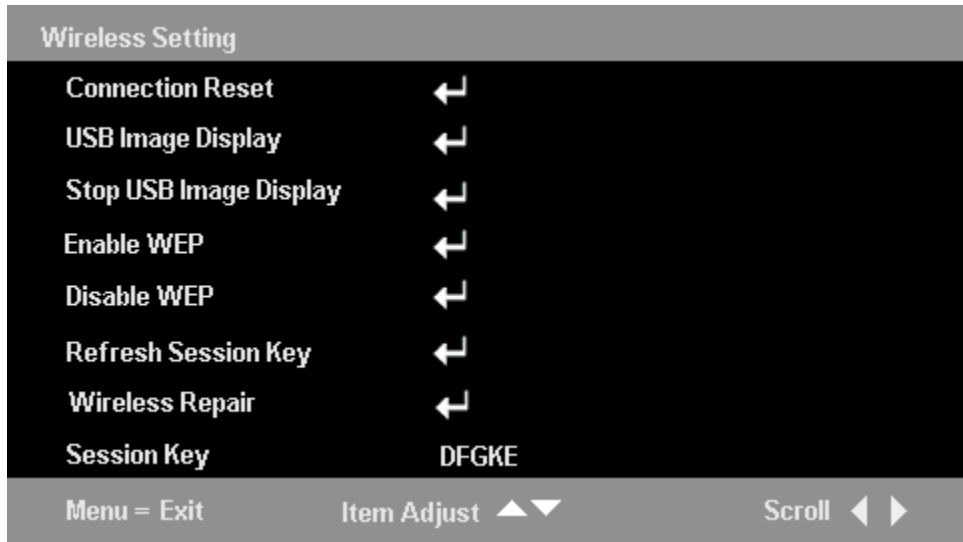 Wireless Setting
Connection Reset
USB Image Display
Stop USB Image Display
Enable WEP
Disable WEP
Refresh Session Key
Wireless Repair
Session Key DFGKE
Menu = Exit Item Adjust Scroll